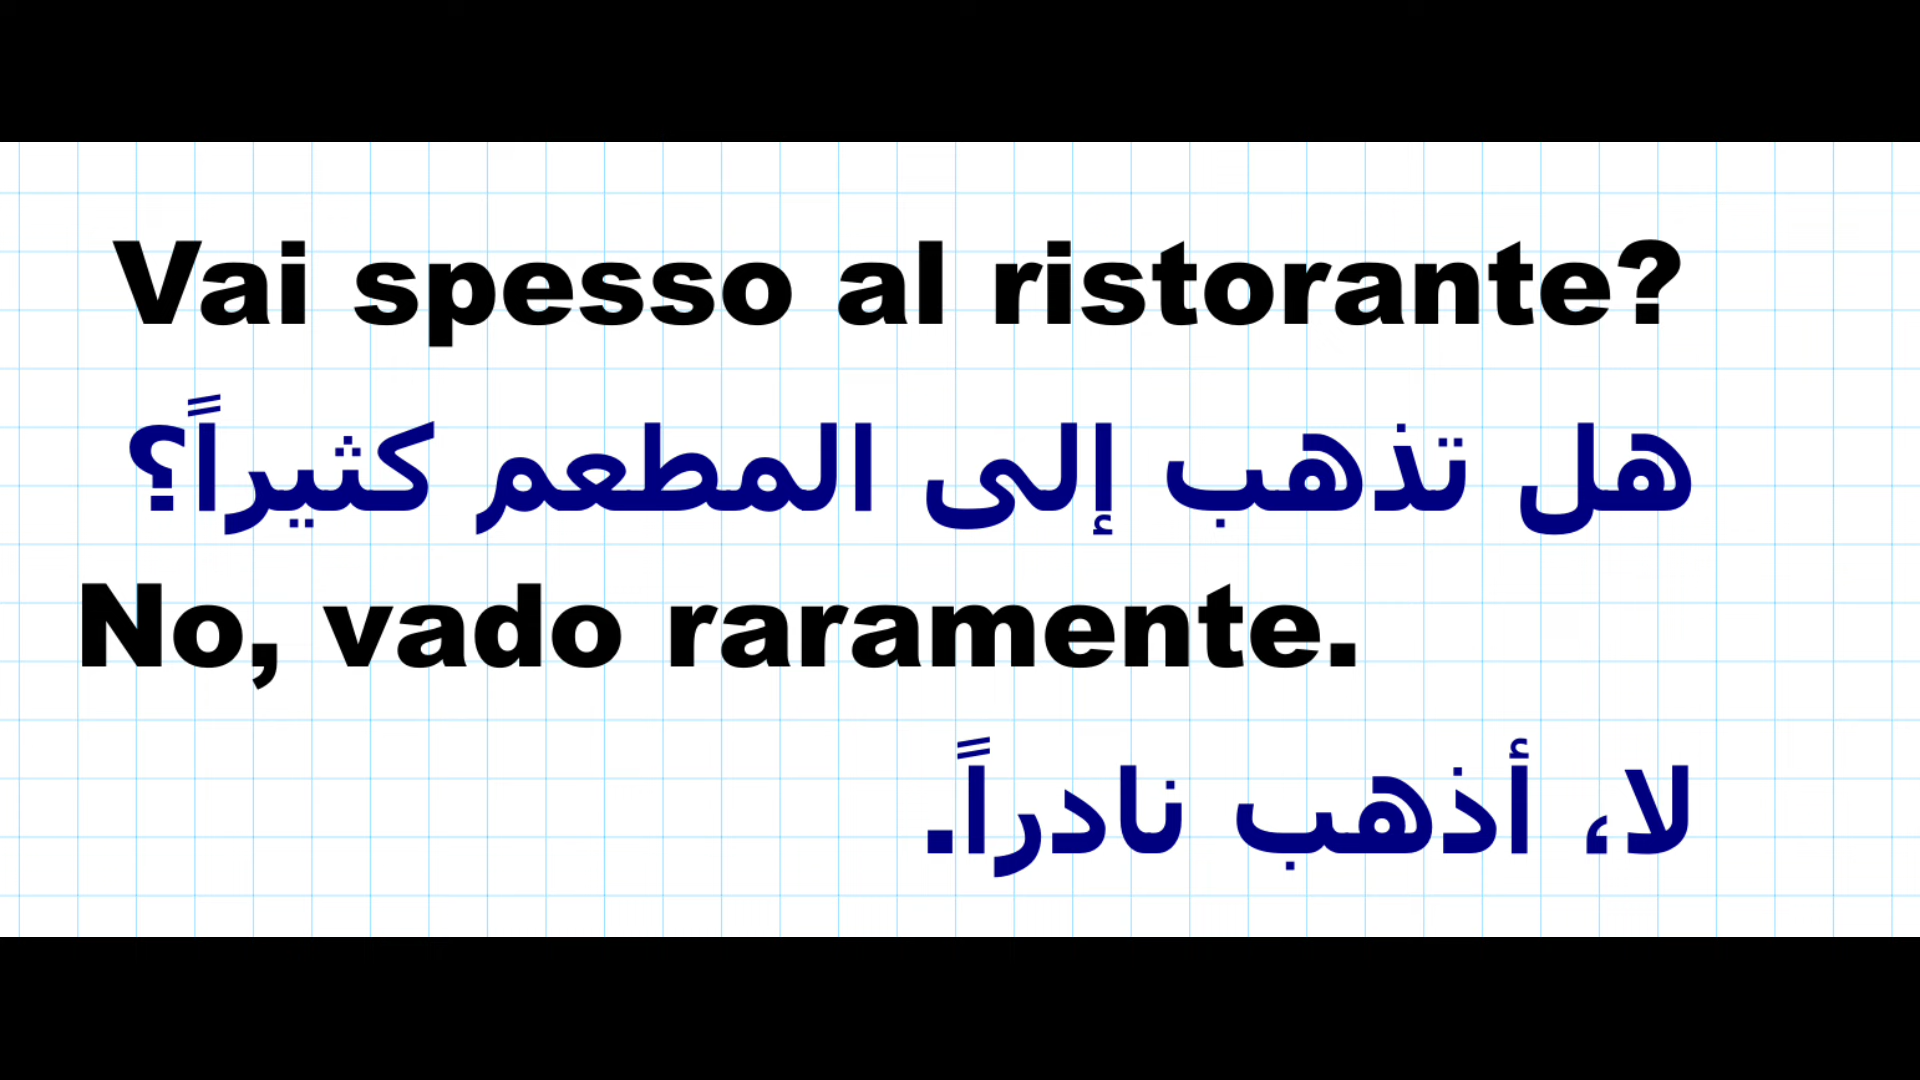 Vai spesso al ristorante?
هل تذهب إلى المطعم كثيراً؟
No, vado raramente.
لا، أذهب نادراً.